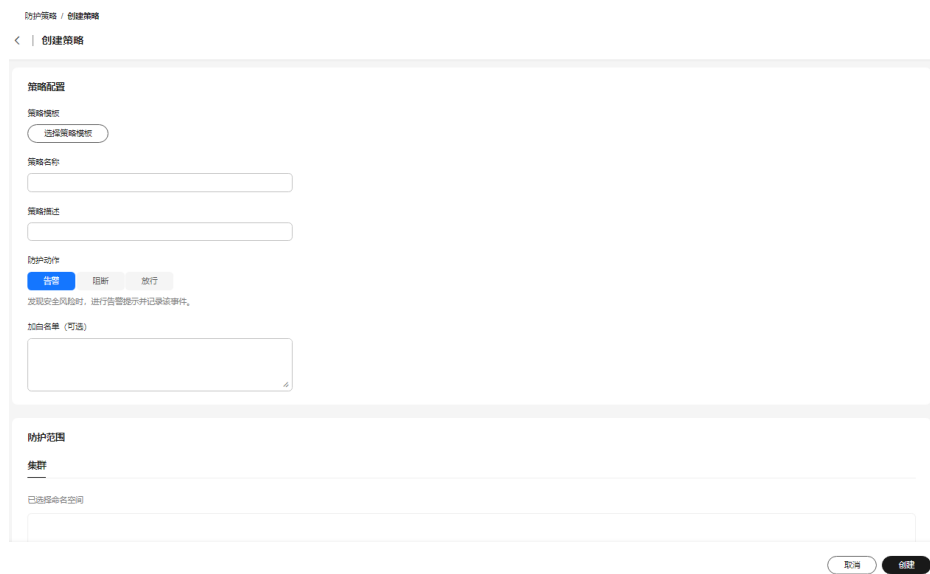 防护策略 / 创建策略
创建策略
策略配置
策略模板
选择策略模板
策略名称
策略描述
防护动作
告警 阻断 放行
发现安全风险时，进行告警提示并记录该事件。
加白名单（可选）
防护范围
集群
已选择命名空间
取消 创建